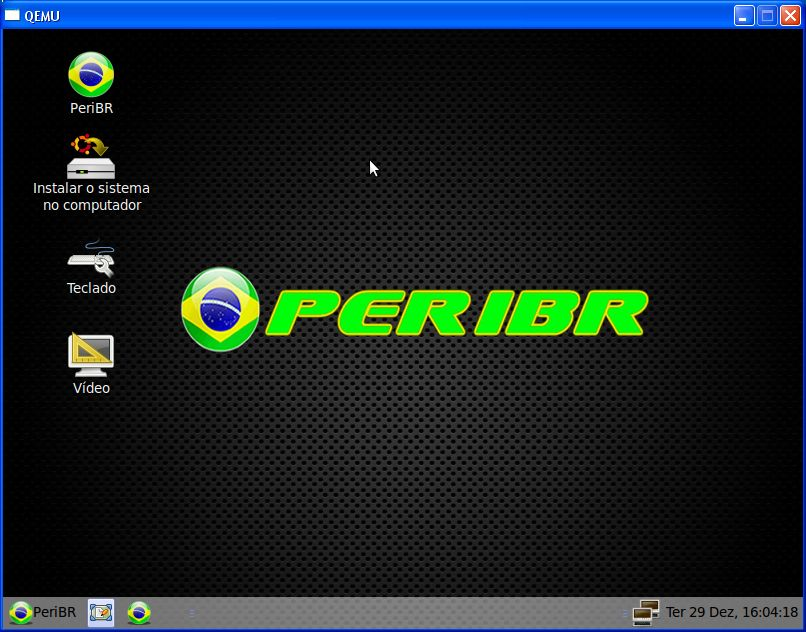 QEMU
PeriBR
Instalar o sistema
no computador
Teclado
Vídeo
PERIBR
PeriBR
Ter 29 Dez, 16:04:18